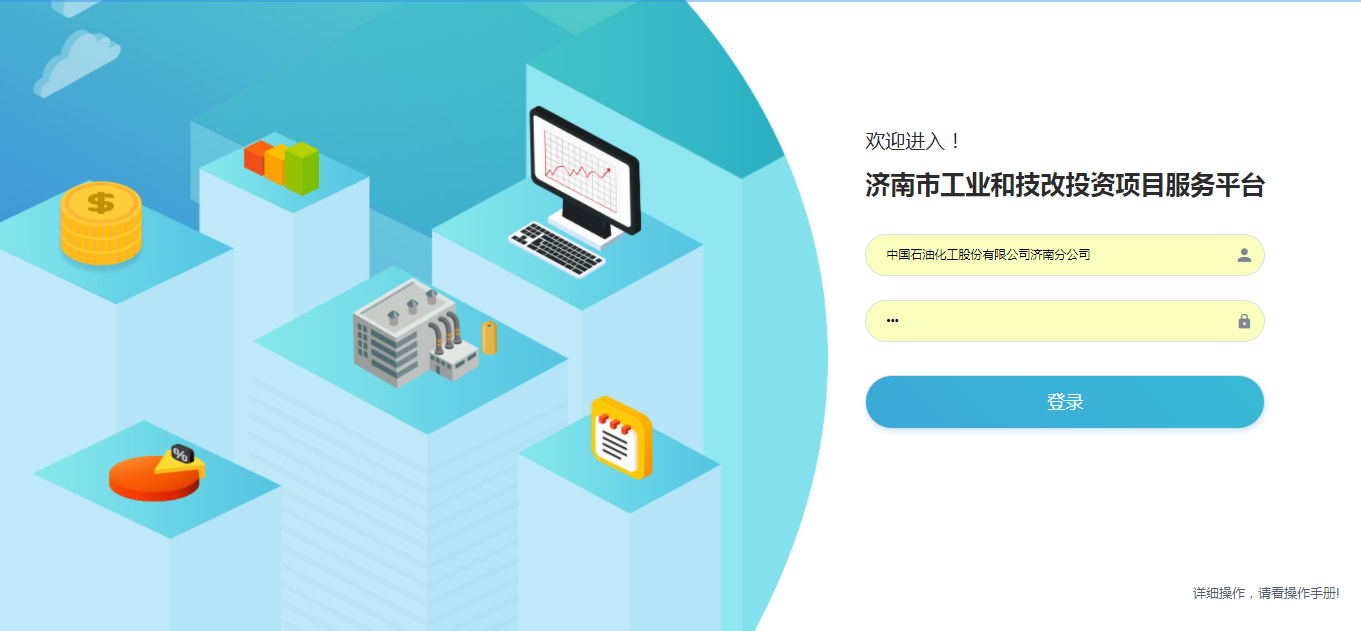 欢迎进入！
济南市工业和技改投资项目服务平台
中国石油化工股份有限公司济南分公司
•••
登录
详细操作，请看操作手册!
$
%